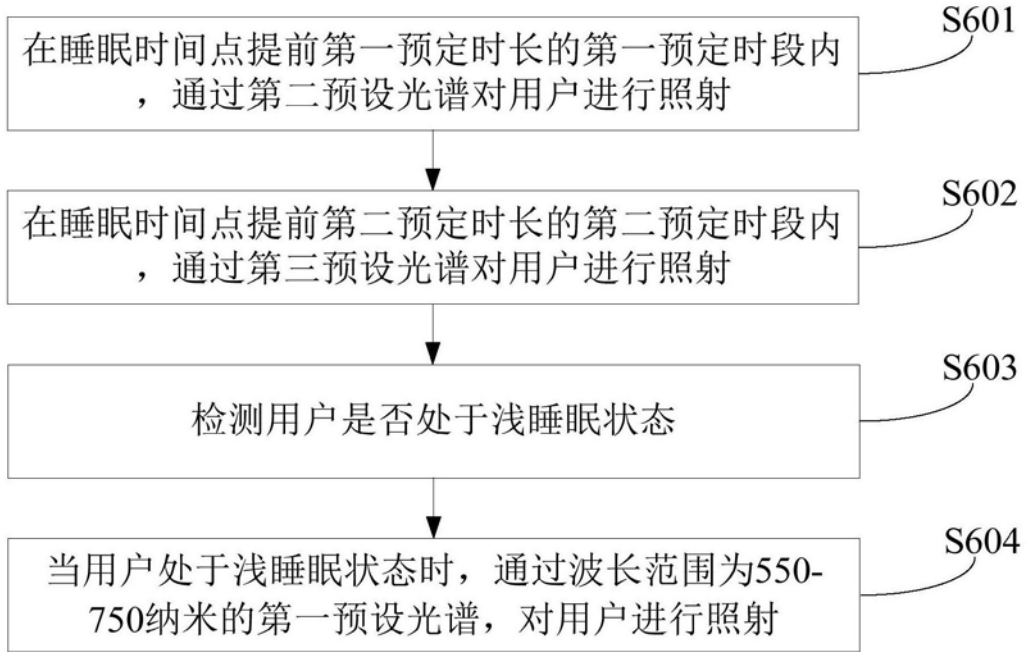 S601
在睡眠时间点提前第一预定时长的第一预定时段内
，通过第二预设光谱对用户进行照射
S602
在睡眠时间点提前第二预定时长的第二预定时段内
，通过第三预设光谱对用户进行照射
S603
检测用户是否处于浅睡眠状态
S604
当用户处于浅睡眠状态时，通过波长范围为550-
750纳米的第一预设光谱，对用户进行照射